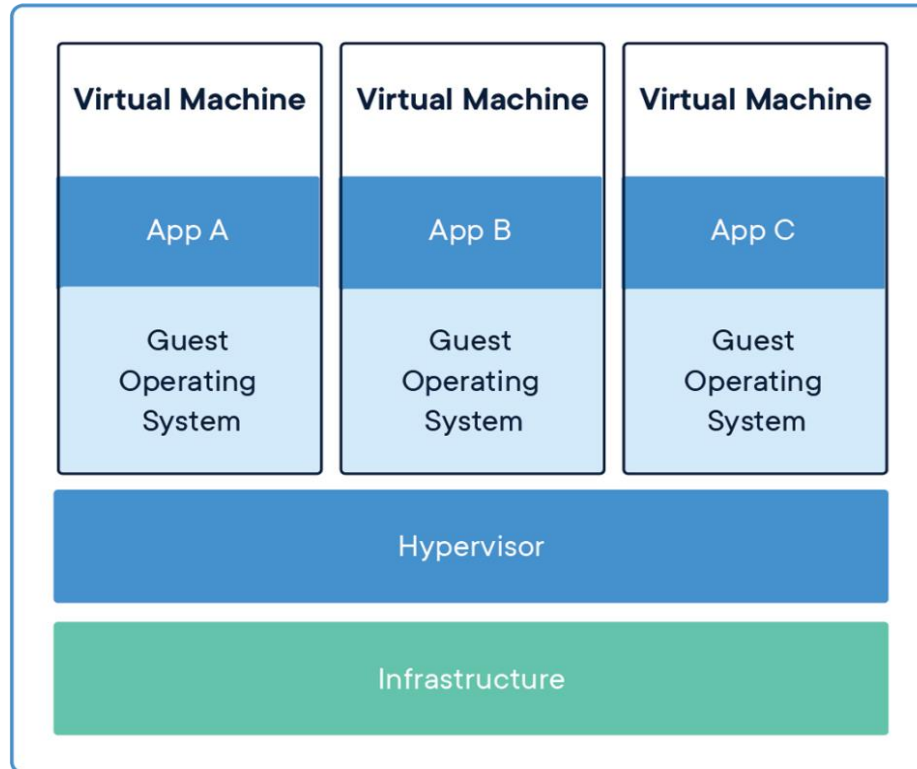 Virtual Machine
Virtual Machine
Virtual Machine
App A
App B
App C
Guest
Operating
System
Guest
Operating
System
Guest
Operating
System
Hypervisor
Infrastructure